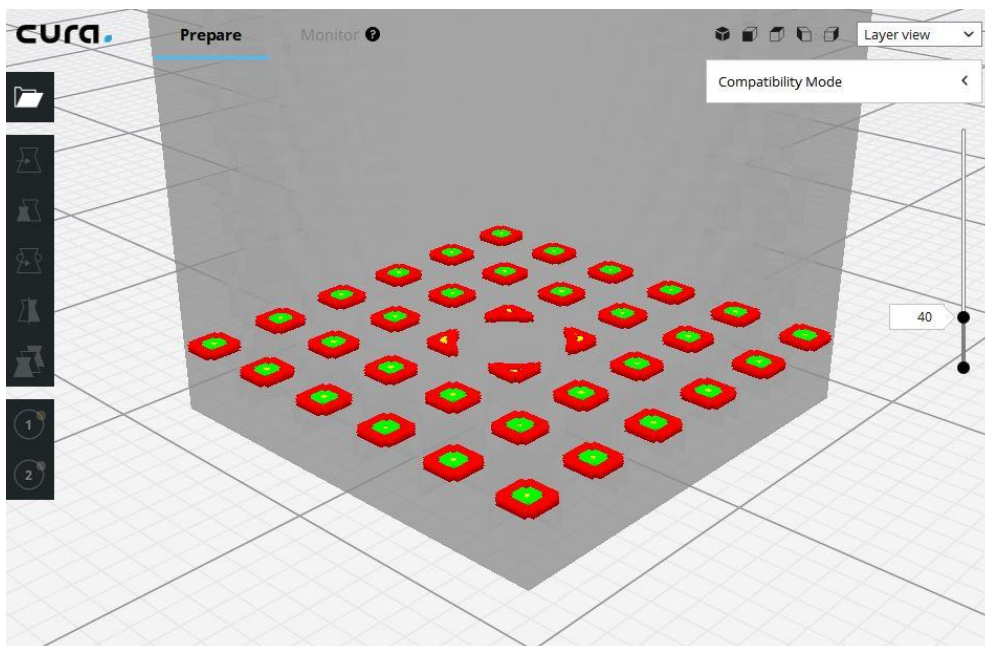 cura.
Prepare
Monitor ?
Layer view
Compatibility Mode
40
1
2